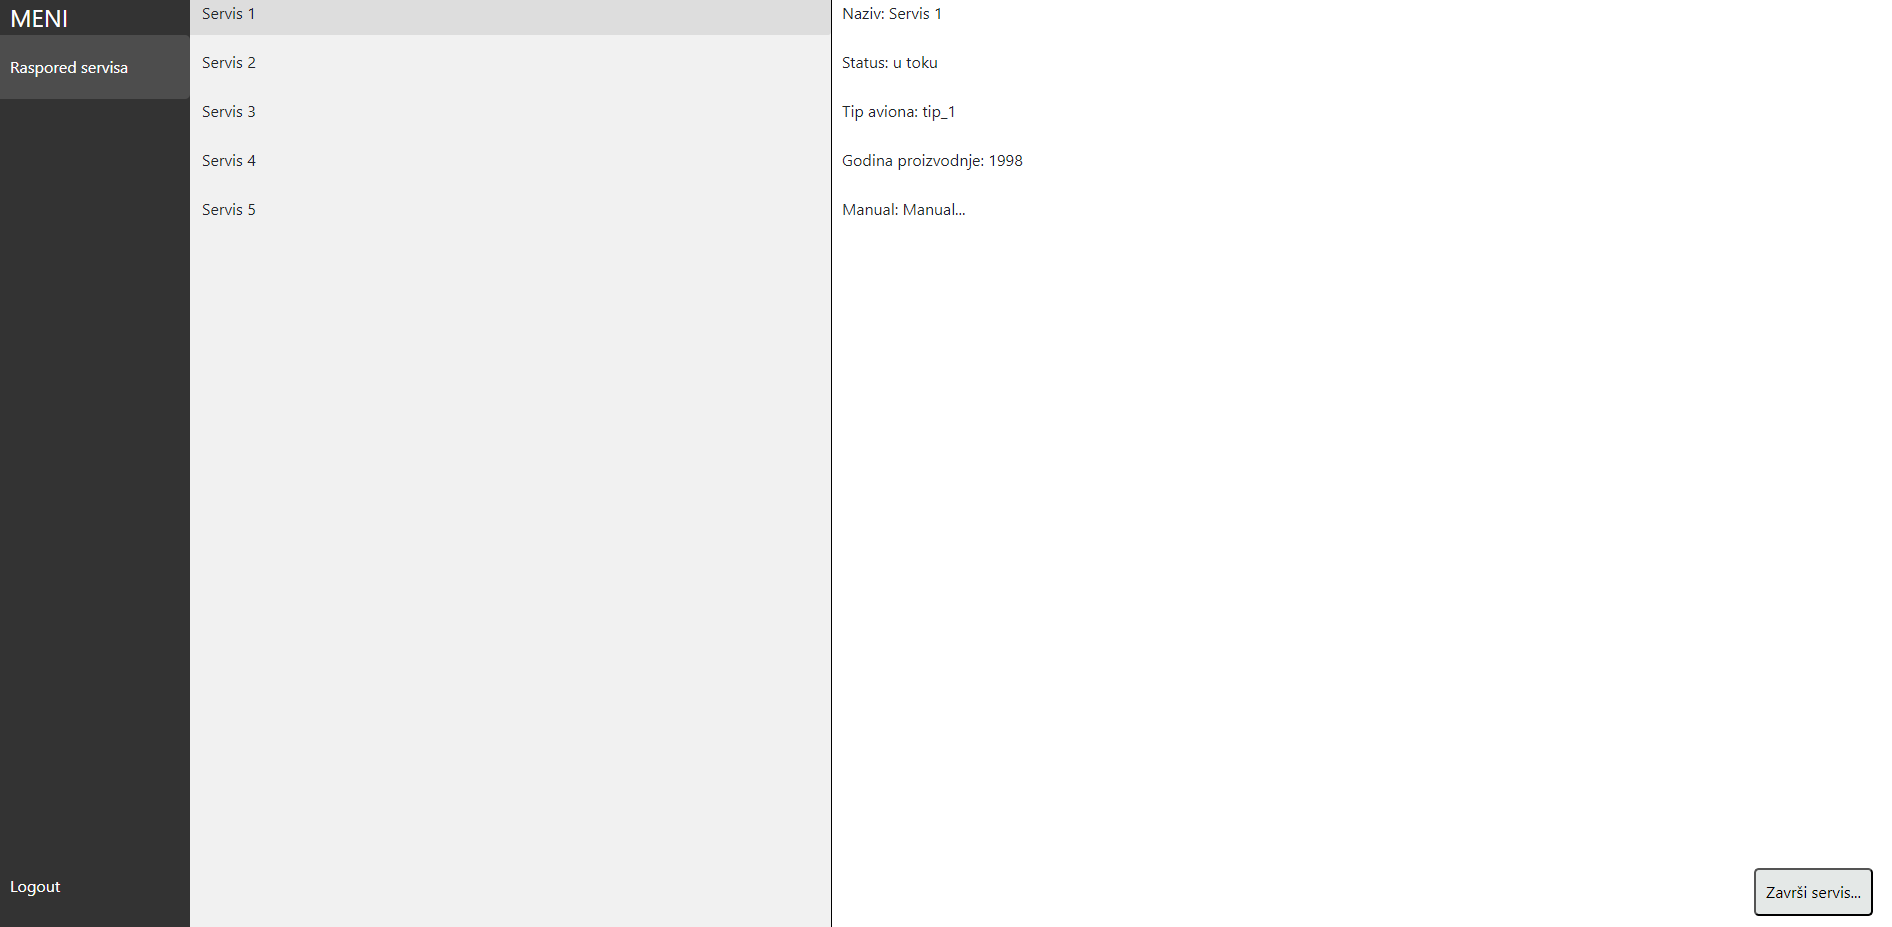 MENI
Raspored servisa
Logout
Servis 1
Servis 2
Servis 3
Servis 4
Servis 5
Naziv: Servis 1
Status: u toku
Tip aviona: tip_1
Godina proizvodnje: 1998
Manual: Manual...
Završi servis...